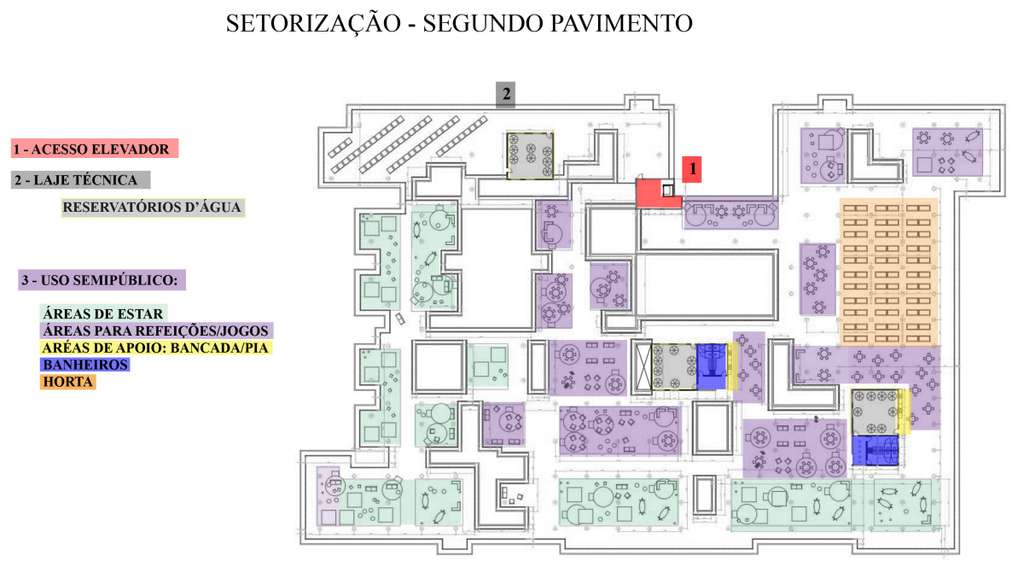 SETORIZAÇÃO - SEGUNDO PAVIMENTO
2
1
1 - ACESSO ELEVADOR
2 - LAJE TÉCNICA
RESERVATÓRIOS D'ÁGUA
3 - USO SEMIPÚBLICO:
ÁREAS DE ESTAR
ÁREAS PARA REFEIÇÕES/JOGOS
ARÉAS DE APOIO: BANCADA/PIA
BANHEIROS
HORTA